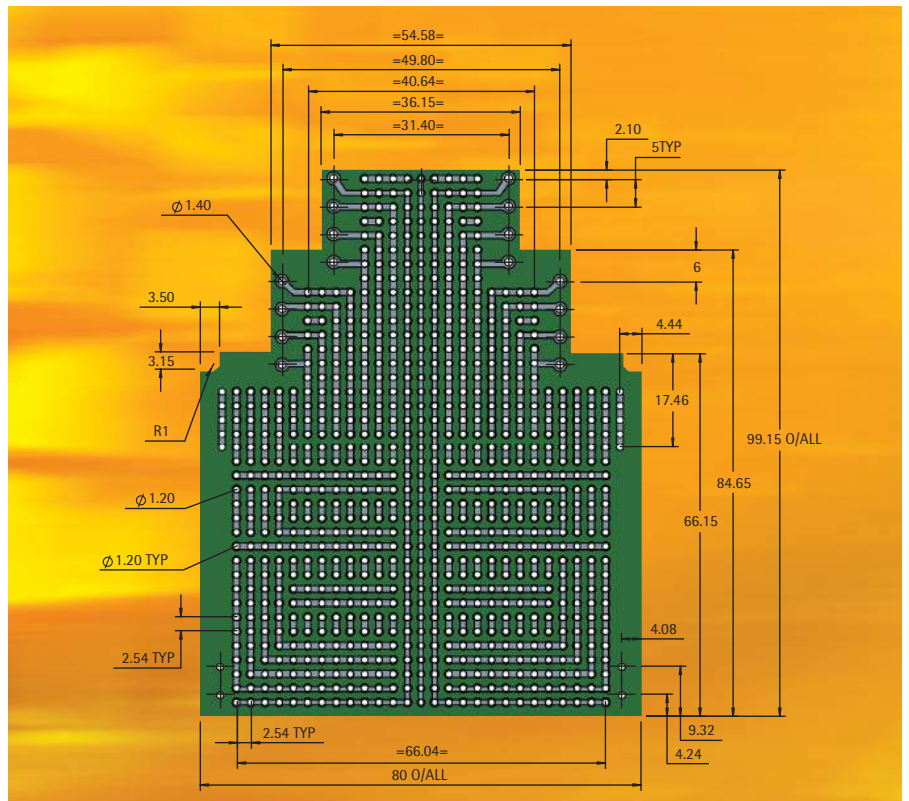 =54.58=
=49.80=
=40.64=
=36.15=
=31.40=
2.10
5TYP
Ø 1.40
6
3.50
4.44
3.15
17.46
R1
99.15 O/ALL
84.65
66.15
Ø 1.20
Ø 1.20 TYP
4.08
2.54 TYP
9.32
2.54 TYP
=66.04=
4.24
80 O/ALL